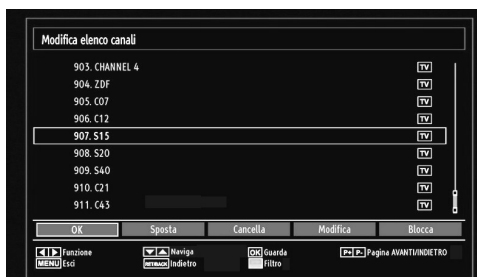 Modifica elenco canali
903. CHANNEL 4 TV
904. ZDF TV
905. C07 TV
906. C12 TV
907. S15 TV
908. S20 TV
909. S40 TV
910. C21 TV
911. C43 TV
OK Sposta Cancella Modifica Blocca
Funzione Naviga OK Guarda P+ P- Pagina AVANTI/INDIETRO
MENU Esci RET/BACK Indietro Filtro